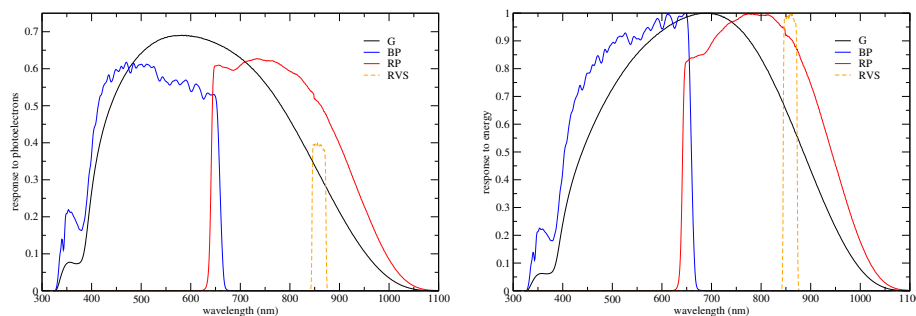 0.7
0.6
0.5
0.4
0.3
0.2
0.1
0
300 400 500 600 700 800 900 1000 1100
wavelength (nm)
response to photoelectrons
G
BP
RP
RVS
1
0.9
0.8
0.7
0.6
0.5
0.4
0.3
0.2
0.1
0
300 400 500 600 700 800 900 1000 110
wavelength (nm)
response to energy
G
BP
RP
RVS